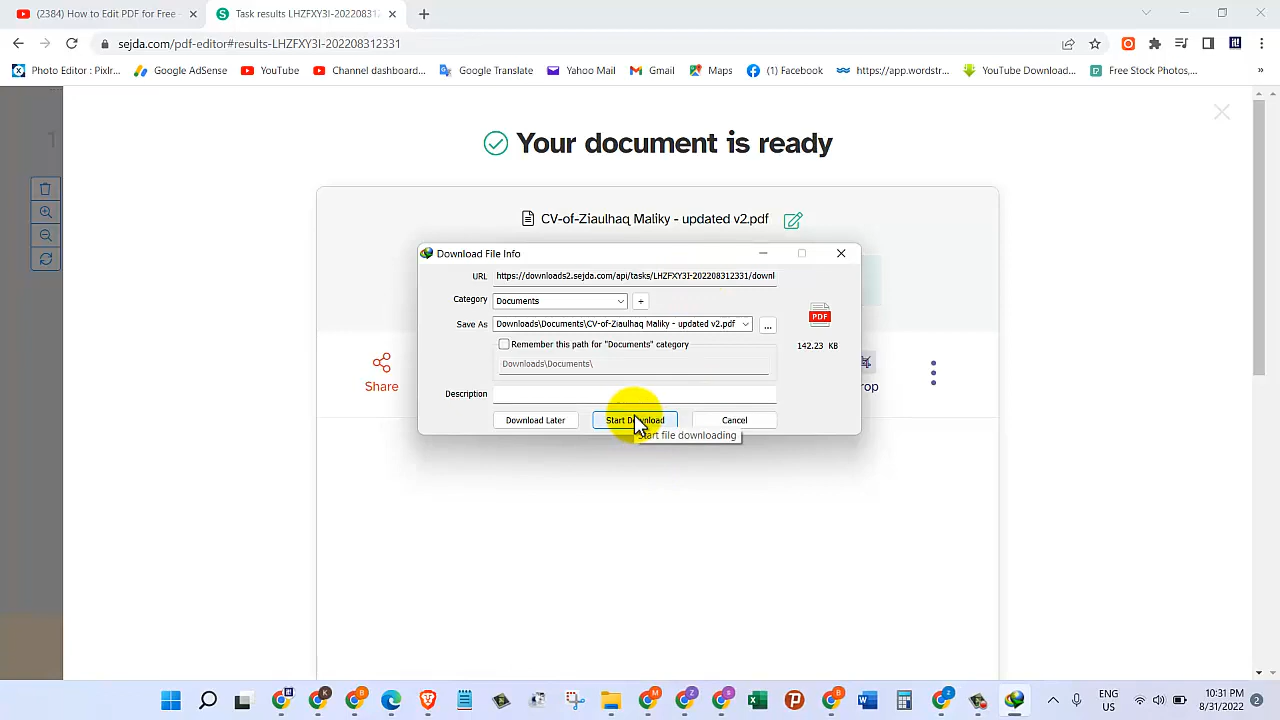 (2384) How to Edit PDF for Free -
Task results LHZFXY3I-202208312
sejda.com/pdf-editor#results-LHZFXY3I-202208312331
Photo Editor : Pixlr...
Google AdSense
YouTube
Channel dashboard...
Google Translate
Yahoo Mail
Gmail
Maps
(1) Facebook
https://app.wordstr...
YouTube Download...
Free Stock Photos,...
»
1
Your document is ready
CV-of-Ziaulhaq Maliky - updated v2.pdf
Download File Info
URL https://downloads2.sejda.com/api/tasks/LHZFXY3I-202208312331/downl
Category Documents +
Save As Downloads\Documents\CV-of-Ziaulhaq Maliky - updated v2.pdf ...
PDF
142.23 KB
Remember this path for "Documents" category
Downloads\Documents\
Description
Download Later Start Download Cancel
Start file downloading
Share
rop
ENG
US
10:31 PM
8/31/2022
2